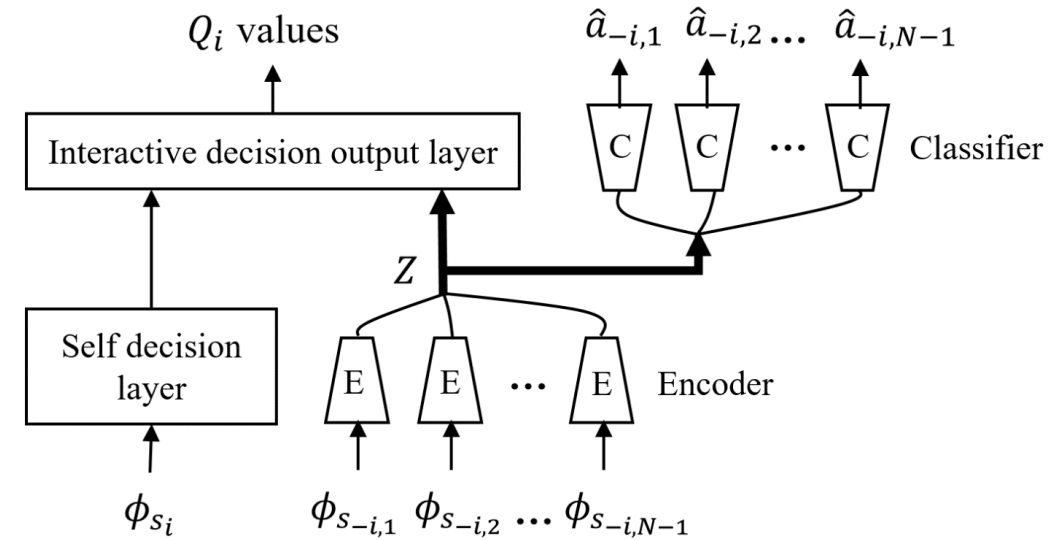 Q_i values
â_{-i,1} â_{-i,2} ... â_{-i,N-1}
Interactive decision output layer
C C ... C Classifier
Z
Self decision
layer
E E ... E Encoder
ϕ_{s_i} ϕ_{s_{-i,1}} ϕ_{s_{-i,2}} ... ϕ_{s_{-i,N-1}}